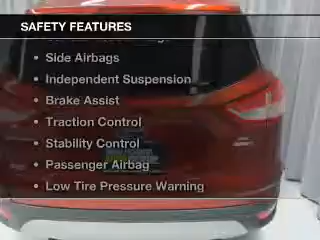 SAFETY FEATURES
• Side Airbags
• Independent Suspension
• Brake Assist
• Traction Control
• Stability Control
• Passenger Airbag
• Low Tire Pressure Warning